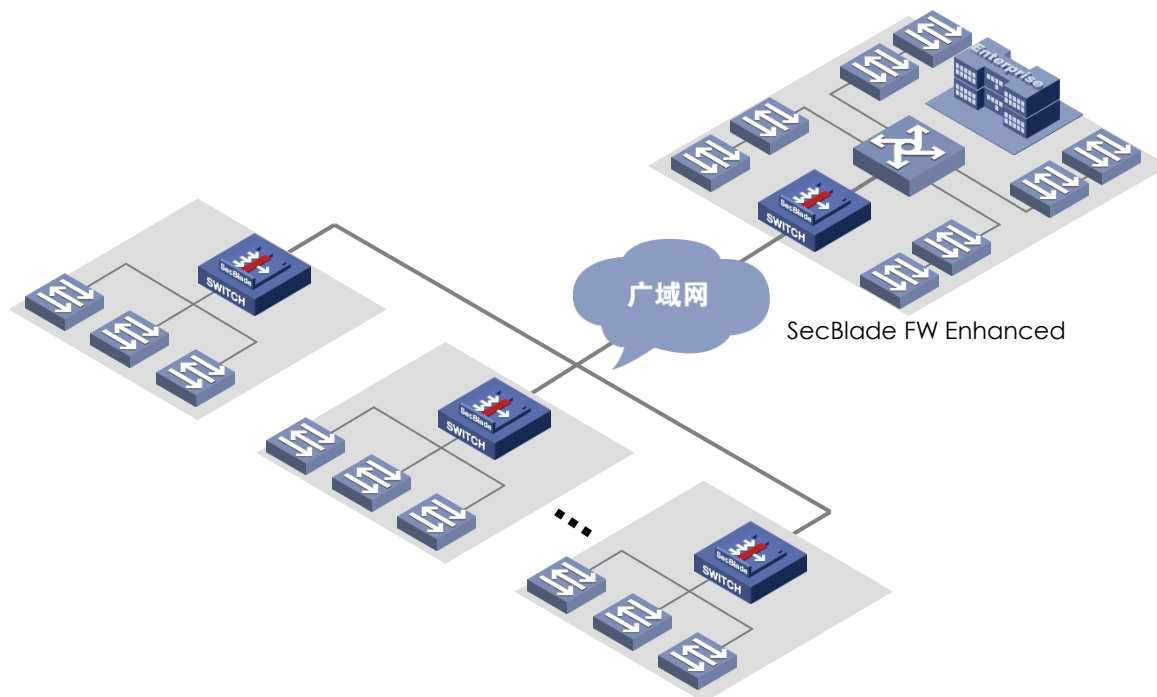 Enterprise
SecBlade
SWITCH
SecBlade
SWITCH
广域网
SecBlade FW Enhanced
SecBlade
SWITCH
SecBlade
SWITCH